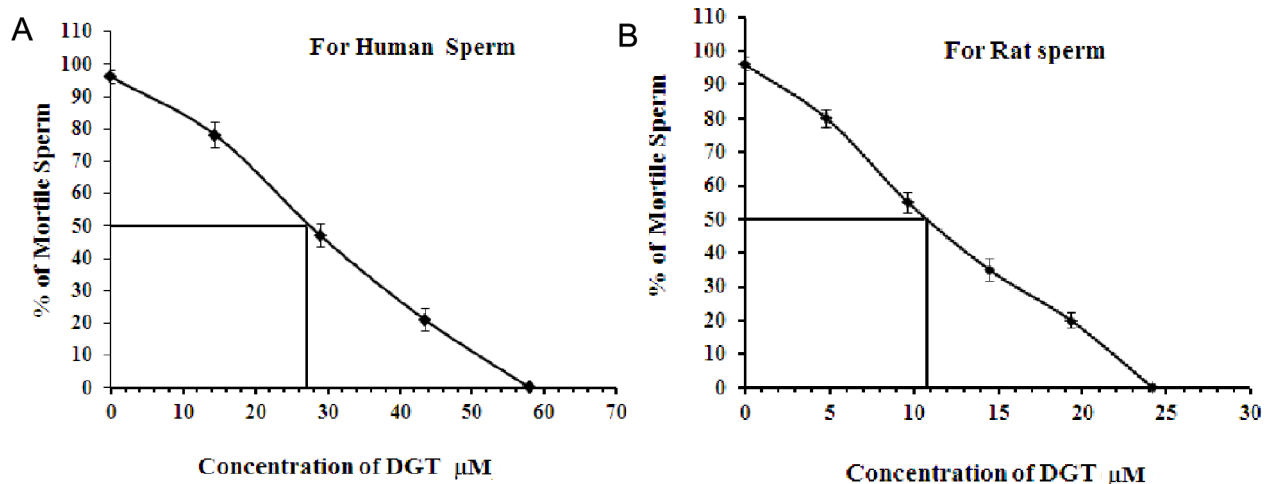 A
For Human Sperm
% of Mortile Sperm
110
100
90
80
70
60
50
40
30
20
10
0
0 10 20 30 40 50 60 70
Concentration of DGT μM
B
For Rat sperm
% of Mortile Sperm
110
100
90
80
70
60
50
40
30
20
10
0
0 5 10 15 20 25 30
Concentration of DGT μM